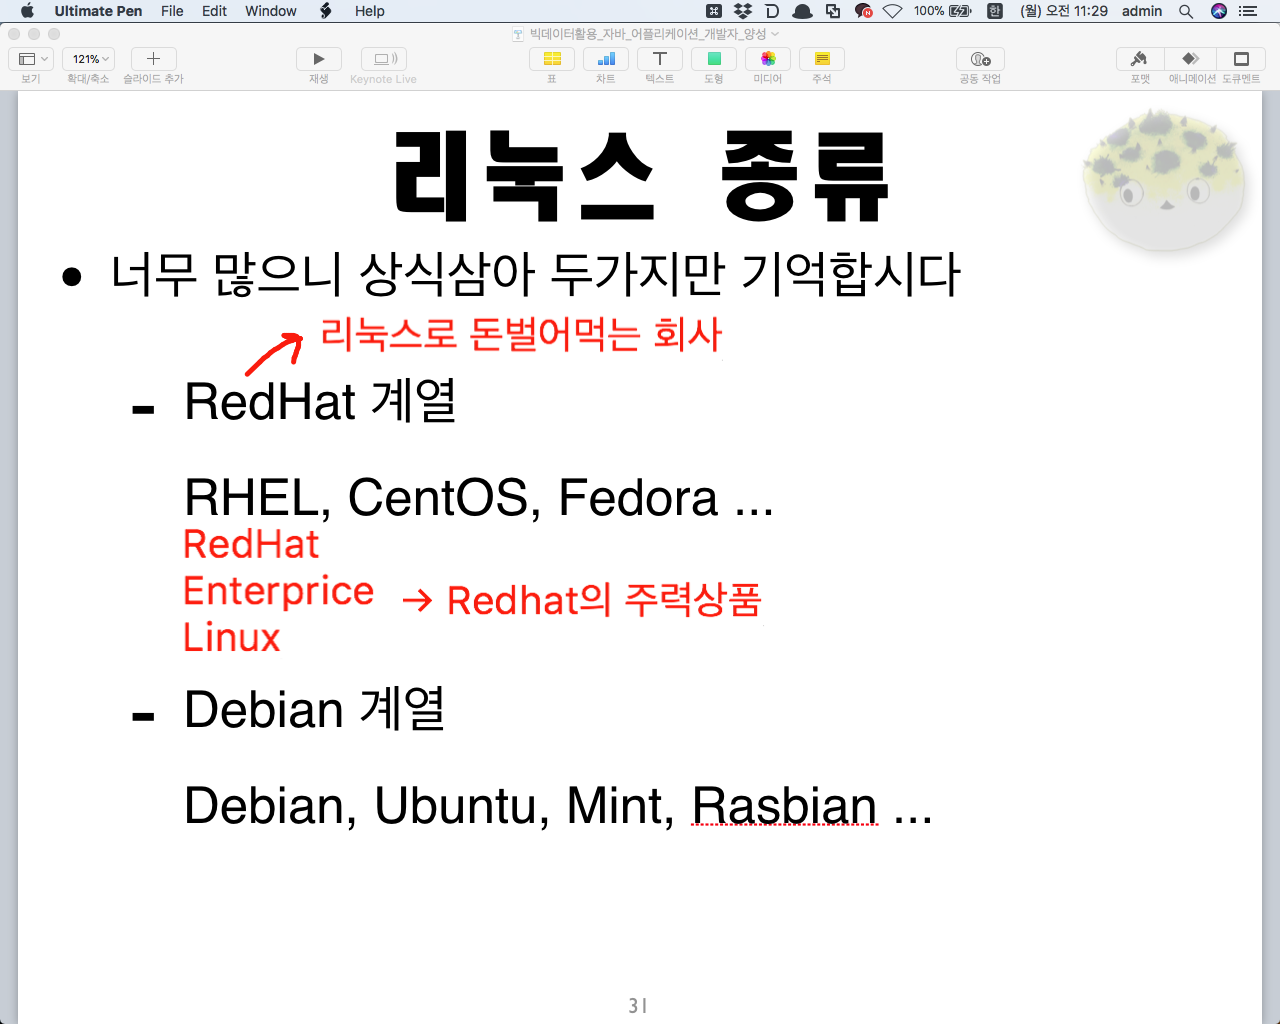 Ultimate Pen File Edit Window Help 100% 한 (월) 오전 11:29 admin
빅데이터활용_자바_어플리케이션_개발자_양성
121%
보기 확대/축소 슬라이드 추가 재생 Keynote Live 표 차트 텍스트 도형 미디어 주석 공동 작업 포맷 애니메이션 도큐멘트
리눅스 종류
• 너무 많으니 상식삼아 두가지만 기억합시다
리눅스로 돈벌어먹는 회사
- RedHat 계열
RHEL, CentOS, Fedora ...
RedHat
Enterprice → Redhat의 주력상품
Linux
- Debian 계열
Debian, Ubuntu, Mint, Rasbian ...
31